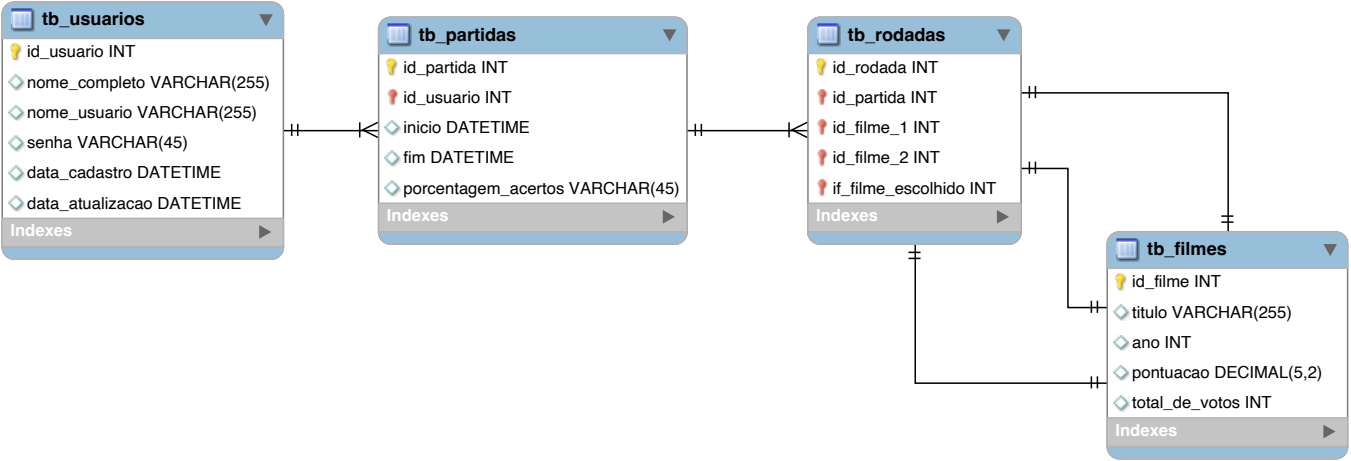 tb_usuarios
id_usuario INT
nome_completo VARCHAR(255)
nome_usuario VARCHAR(255)
senha VARCHAR(45)
data_cadastro DATETIME
data_atualizacao DATETIME
Indexes
tb_partidas
id_partida INT
id_usuario INT
inicio DATETIME
fim DATETIME
porcentagem_acertos VARCHAR(45)
Indexes
tb_rodadas
id_rodada INT
id_partida INT
id_filme_1 INT
id_filme_2 INT
if_filme_escolhido INT
Indexes
tb_filmes
id_filme INT
titulo VARCHAR(255)
ano INT
pontuacao DECIMAL(5,2)
total_de_votos INT
Indexes